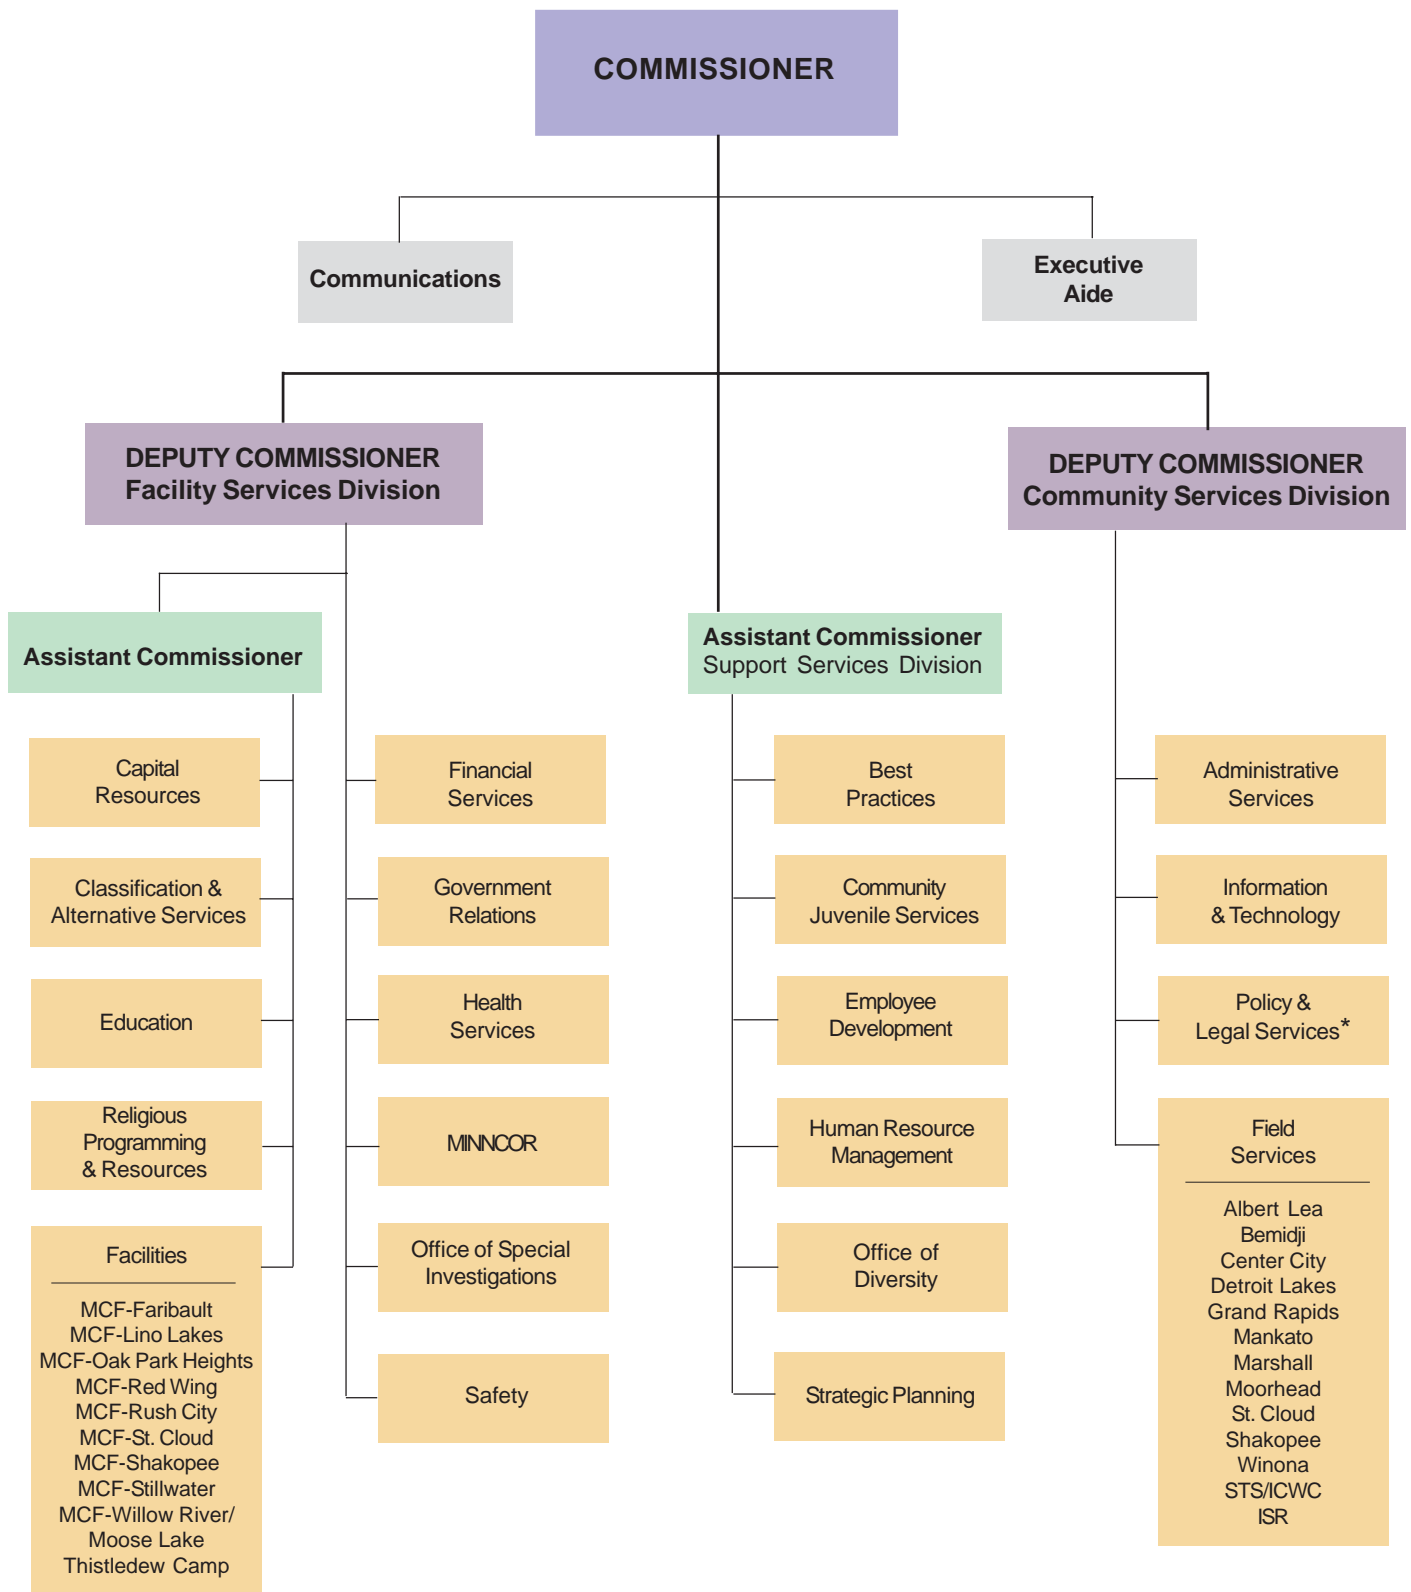 COMMISSIONER
Communications
Executive
Aide
DEPUTY COMMISSIONER
Facility Services Division
DEPUTY COMMISSIONER
Community Services Division
Assistant Commissioner
Assistant Commissioner
Support Services Division
Capital
Resources
Classification &
Alternative Services
Education
Religious
Programming
& Resources
Facilities
MCF-Faribault
MCF-Lino Lakes
MCF-Oak Park Heights
MCF-Red Wing
MCF-Rush City
MCF-St. Cloud
MCF-Shakopee
MCF-Stillwater
MCF-Willow River/
Moose Lake
Thistledew Camp
Financial
Services
Government
Relations
Health
Services
MINNCOR
Office of Special
Investigations
Safety
Best
Practices
Community
Juvenile Services
Employee
Development
Human Resource
Management
Office of
Diversity
Strategic Planning
Administrative
Services
Information
& Technology
Policy &
Legal Services*
Field
Services
Albert Lea
Bemidji
Center City
Detroit Lakes
Grand Rapids
Mankato
Marshall
Moorhead
St. Cloud
Shakopee
Winona
STS/ICWC
ISR